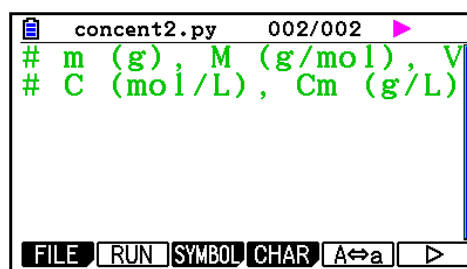 concent2.py 002/002
# m (g), M (g/mol), V
# C (mol/L), Cm (g/L)
FILE RUN SYMBOL CHAR A⇔a ▷